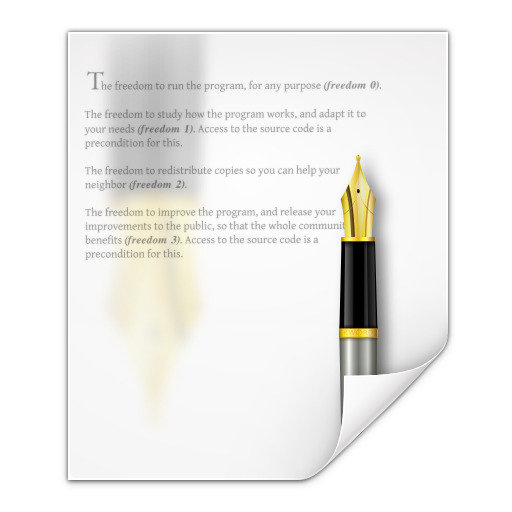 The freedom to run the program, for any purpose (freedom 0).
The freedom to study how the program works, and adapt it to
your needs (freedom 1). Access to the source code is a
precondition for this.
The freedom to redistribute copies so you can help your
neighbor (freedom 2).
The freedom to improve the program, and release your
improvements to the public, so that the whole communit
benefits (freedom 3). Access to the source code is a
precondition for this.